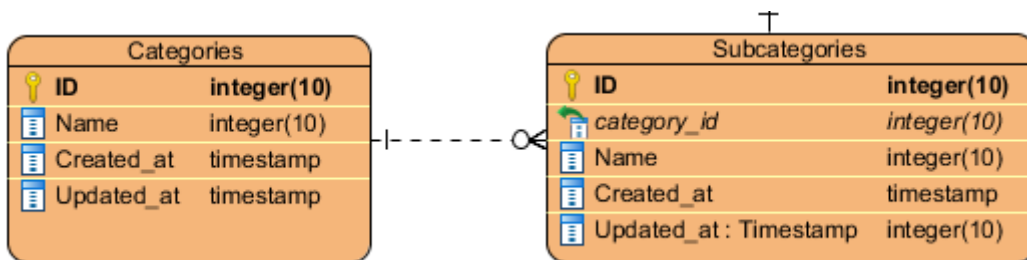 Categories
ID integer(10)
Name integer(10)
Created_at timestamp
Updated_at timestamp
Subcategories
ID integer(10)
category_id integer(10)
Name integer(10)
Created_at timestamp
Updated_at : Timestamp integer(10)